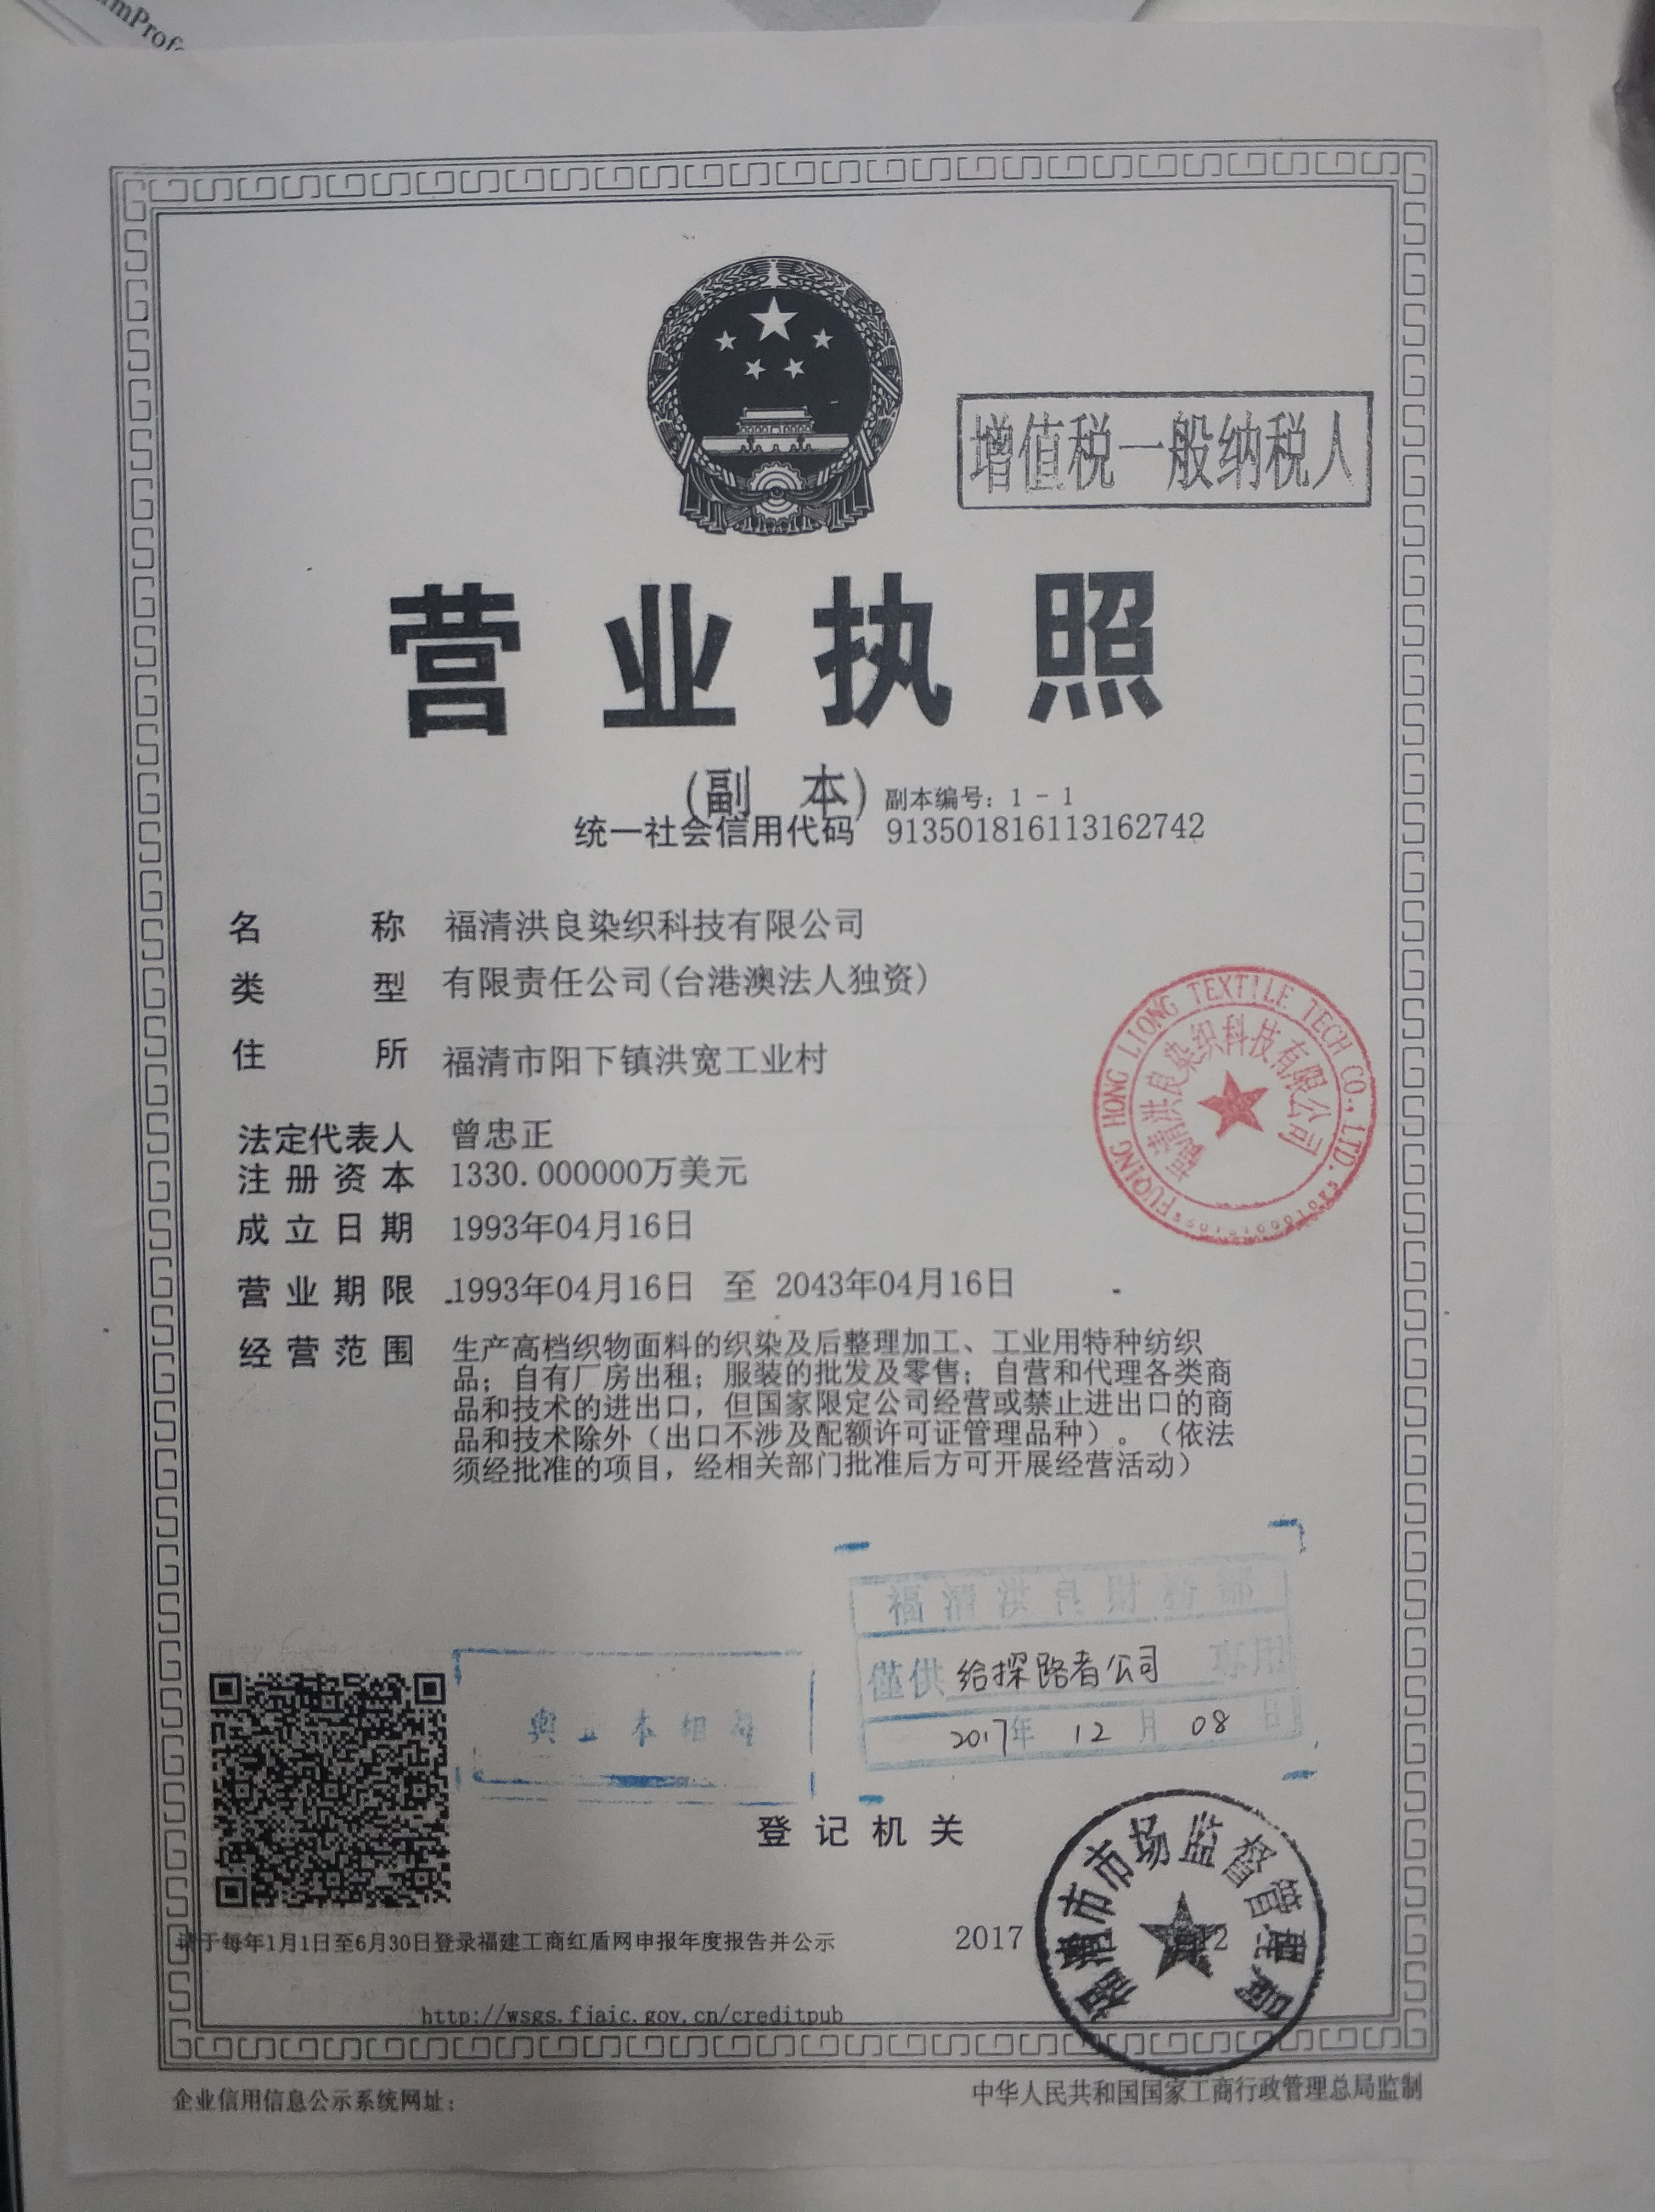 增值税一般纳税人
营业执照
(副 本) 副本编号：1－1
统一社会信用代码 913501816113162742
名 称 福清洪良染织科技有限公司
类 型 有限责任公司(台港澳法人独资)
住 所 福清市阳下镇洪宽工业村
法定代表人 曾忠正
注册资本 1330.000000万美元
成立日期 1993年04月16日
营业期限 1993年04月16日 至 2043年04月16日
经营范围 生产高档织物面料的织染及后整理加工、工业用特种纺织
品；自有厂房出租；服装的批发及零售；自营和代理各类商
品和技术的进出口，但国家限定公司经营或禁止进出口的商
品和技术除外（出口不涉及配额许可证管理品种）。（依法
须经批准的项目，经相关部门批准后方可开展经营活动）
FUQING HONG LIONG TEXTILE TECH CO., LTD.
福清洪良染织科技有限公司
福清洪良财务部
僅供 给探路者公司 専用
2017年 12月 08日
與正本相符
登记机关
福清市市场监督管理局
2017
请于每年1月1日至6月30日登录福建工商红盾网申报年度报告并公示
http://wsgs.fjaic.gov.cn/creditpub
企业信用信息公示系统网址：
中华人民共和国国家工商行政管理总局监制